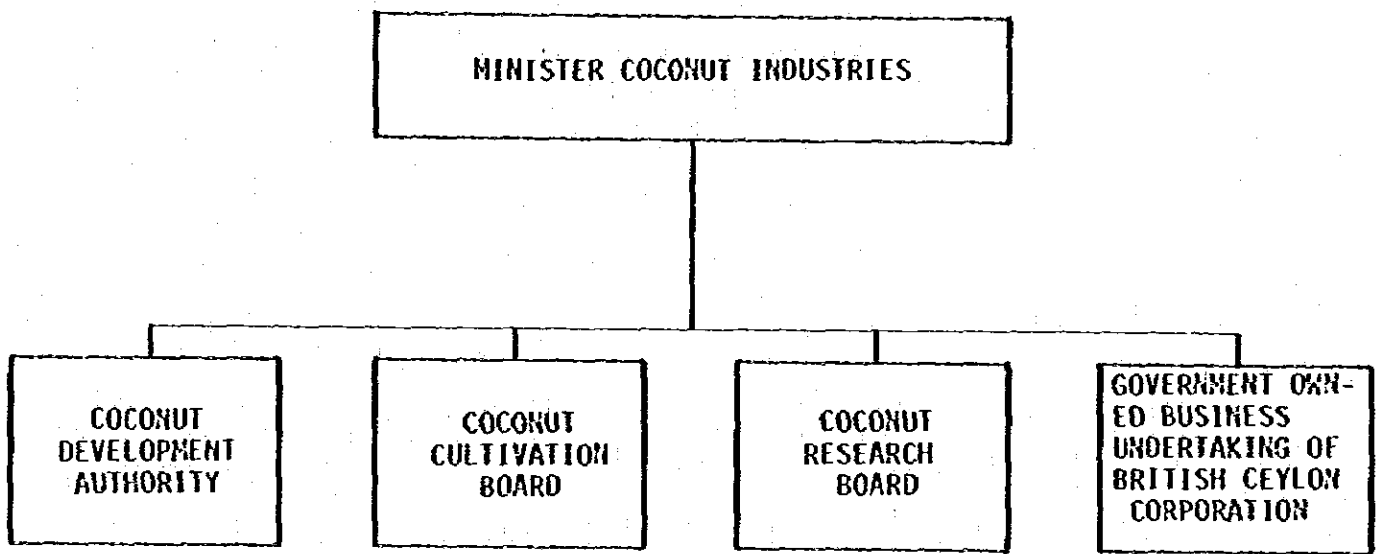 MINISTER COCONUT INDUSTRIES
COCONUT
DEVELOPMENT
AUTHORITY
COCONUT
CULTIVATION
BOARD
COCONUT
RESEARCH
BOARD
GOVERNMENT OWN-
ED BUSINESS
UNDERTAKING OF
BRITISH CEYLON
CORPORATION